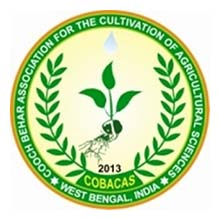 COOCH BEHAR ASSOCIATION FOR THE CULTIVATION OF AGRICULTURAL SCIENCES
2013
COBACAS
WEST BENGAL, INDIA